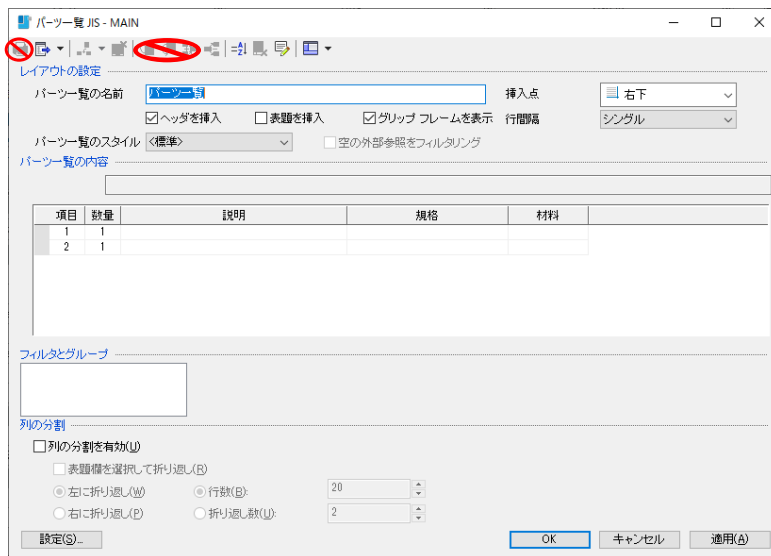 パーツ一覧 JIS - MAIN
レイアウトの設定
パーツ一覧の名前 パーツ一覧 挿入点 右下
ヘッダを挿入 表題を挿入 グリップ フレームを表示 行間隔 シングル
パーツ一覧のスタイル <標準> 空の外部参照をフィルタリング
パーツ一覧の内容
項目 数量 説明 規格 材料
1 1
2 1
フィルタとグループ
列の分割
列の分割を有効(U)
表題欄を選択して折り返し(R)
左に折り返し(W) 行数(B): 20
右に折り返し(P) 折り返し数(U): 2
設定(S)... OK キャンセル 適用(A)